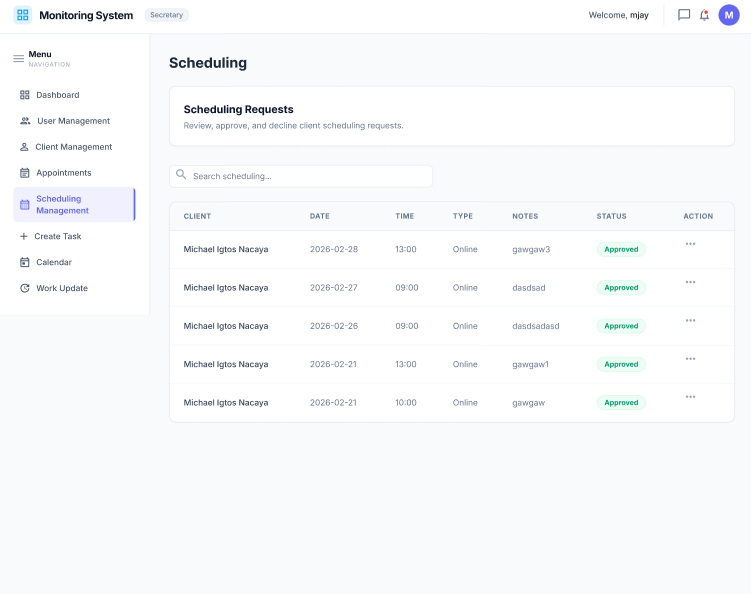 Monitoring System Secretary Welcome, mjay M
Menu
NAVIGATION
Dashboard
User Management
Client Management
Appointments
Scheduling
Management
Create Task
Calendar
Work Update
Scheduling
Scheduling Requests
Review, approve, and decline client scheduling requests.
Search scheduling...
CLIENT DATE TIME TYPE NOTES STATUS ACTION
Michael Igtos Nacaya 2026-02-28 13:00 Online gawgaw3 Approved ...
Michael Igtos Nacaya 2026-02-27 09:00 Online dasdsad Approved ...
Michael Igtos Nacaya 2026-02-26 09:00 Online dasdsadasd Approved ...
Michael Igtos Nacaya 2026-02-21 13:00 Online gawgaw1 Approved ...
Michael Igtos Nacaya 2026-02-21 10:00 Online gawgaw Approved ...